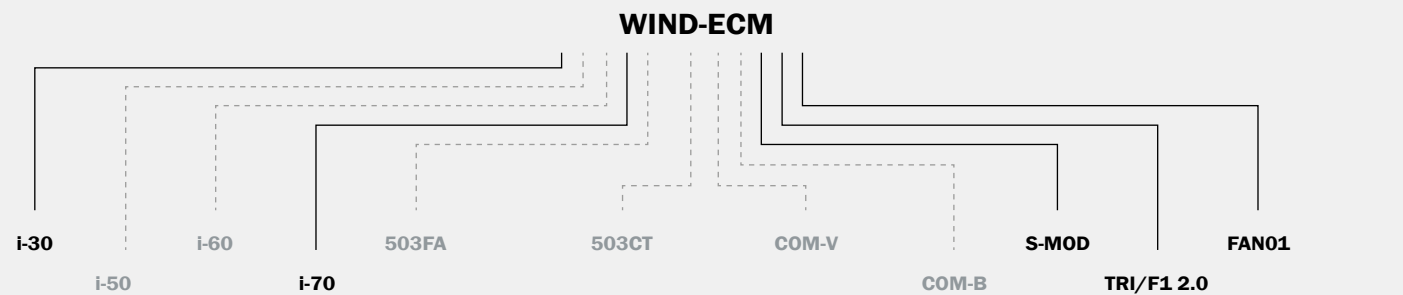 WIND-ECM
i-30
i-60
503FA
503CT
COM-V
S-MOD
FAN01
i-50
i-70
COM-B
TRI/F1 2.0